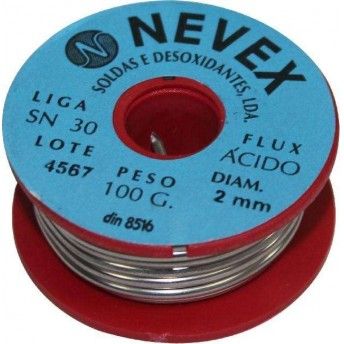 NEVEX
SOLDAS E DESOXIDANTES, LDA.
LIGA
SN 30
LOTE
4567
PESO
100 G.
FLUX
ÁCIDO
DIAM.
2 mm
din 8516